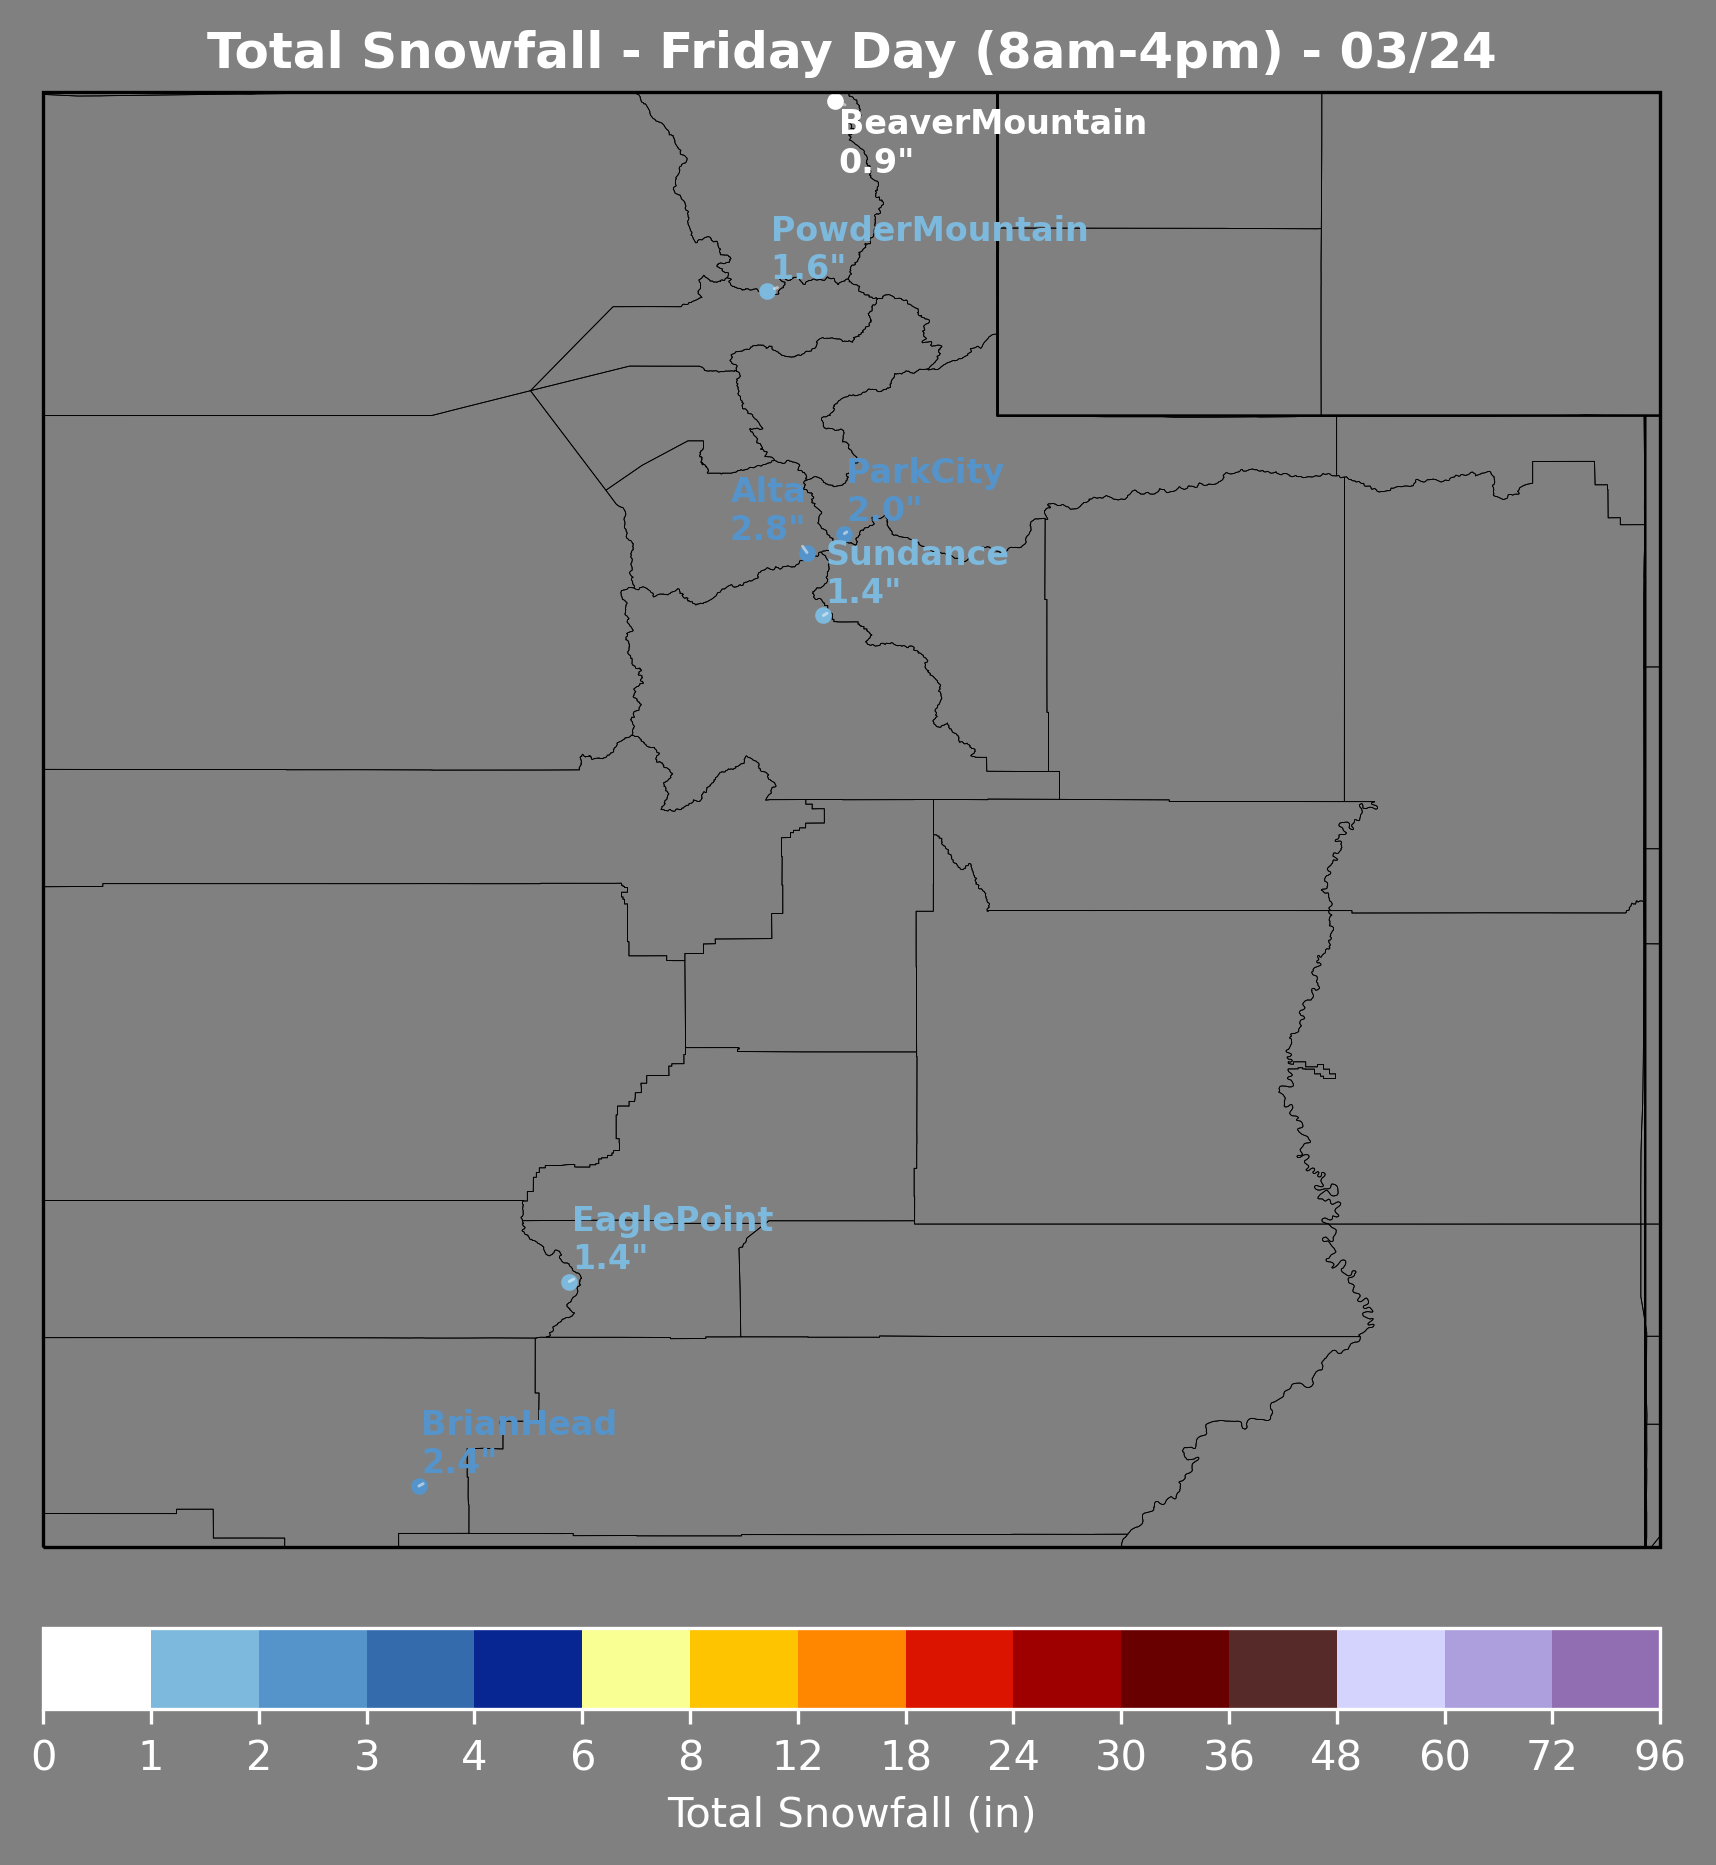 Total Snowfall - Friday Day (8am-4pm) - 03/24
BeaverMountain
0.9"
PowderMountain
1.6"
ParkCity
2.0"
Alta
2.8"
Sundance
1.4"
EaglePoint
1.4"
BrianHead
2.4"
0 1 2 3 4 6 8 12 18 24 30 36 48 60 72 96
Total Snowfall (in)